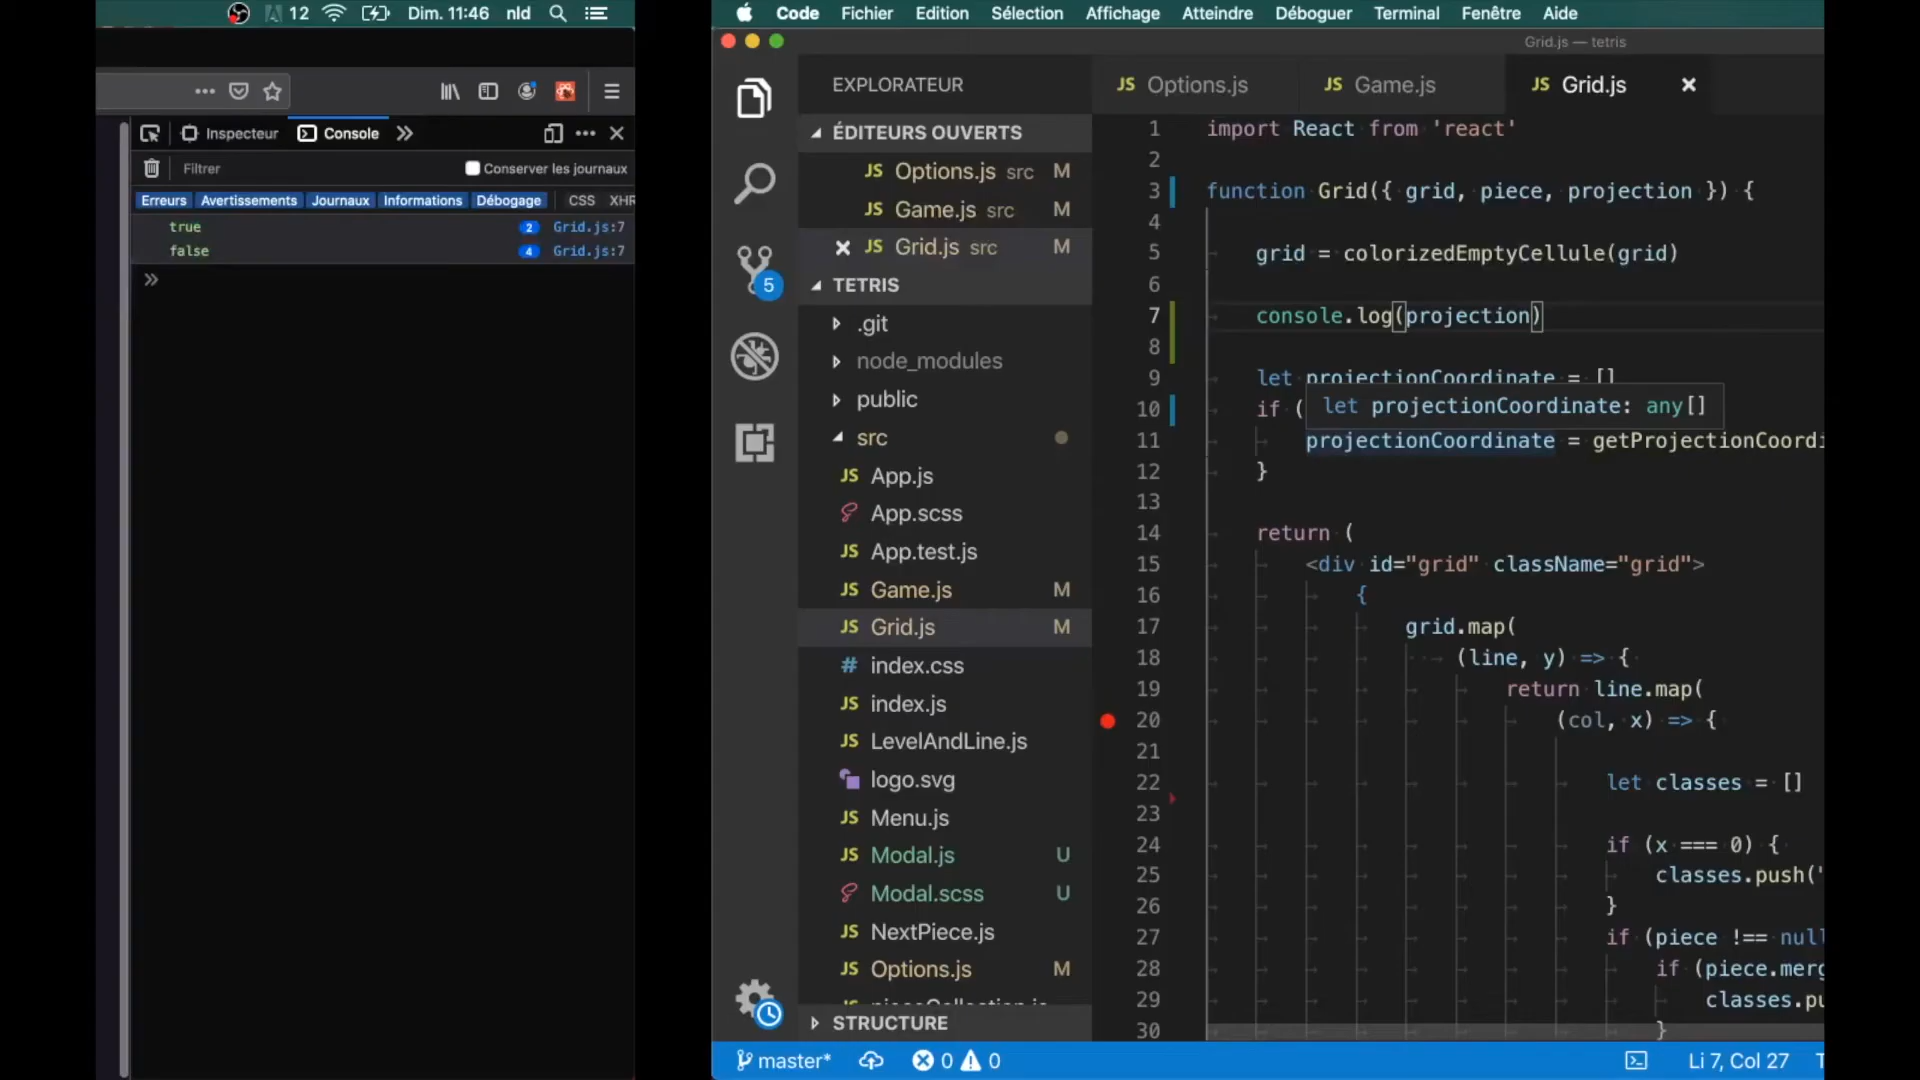 12 Dim. 11:46 nld
Inspecteur Console
Filtrer Conserver les journaux
Erreurs Avertissements Journaux Informations Débogage CSS XHR
true 2 Grid.js:7
false 4 Grid.js:7
Code Fichier Edition Sélection Affichage Atteindre Déboguer Terminal Fenêtre Aide
Grid.js — tetris
EXPLORATEUR
ÉDITEURS OUVERTS
JS Options.js src M
JS Game.js src M
JS Grid.js src M
TETRIS
.git
node_modules
public
src
JS App.js
App.scss
JS App.test.js
JS Game.js M
JS Grid.js M
# index.css
JS index.js
JS LevelAndLine.js
logo.svg
JS Menu.js
JS Modal.js U
Modal.scss U
JS NextPiece.js
JS Options.js M
STRUCTURE
5
JS Options.js JS Game.js JS Grid.js
1 import React from 'react'
2
3 function Grid({ grid, piece, projection }) {
4
5 grid = colorizedEmptyCellule(grid)
6
7 console.log(projection)
8
9 let projectionCoordinate = []
10 if (
let projectionCoordinate: any[]
11 projectionCoordinate = getProjectionCoordi
12 }
13
14 return (
15 <div id="grid" className="grid">
16 {
17 grid.map(
18 (line, y) => {
19 return line.map(
20 (col, x) => {
21
22 let classes = []
23
24 if (x === 0) {
25 classes.push('
26 }
27 if (piece !== null
28 if (piece.merg
29 classes.pu
30 }
master* 0 0 Li 7, Col 27